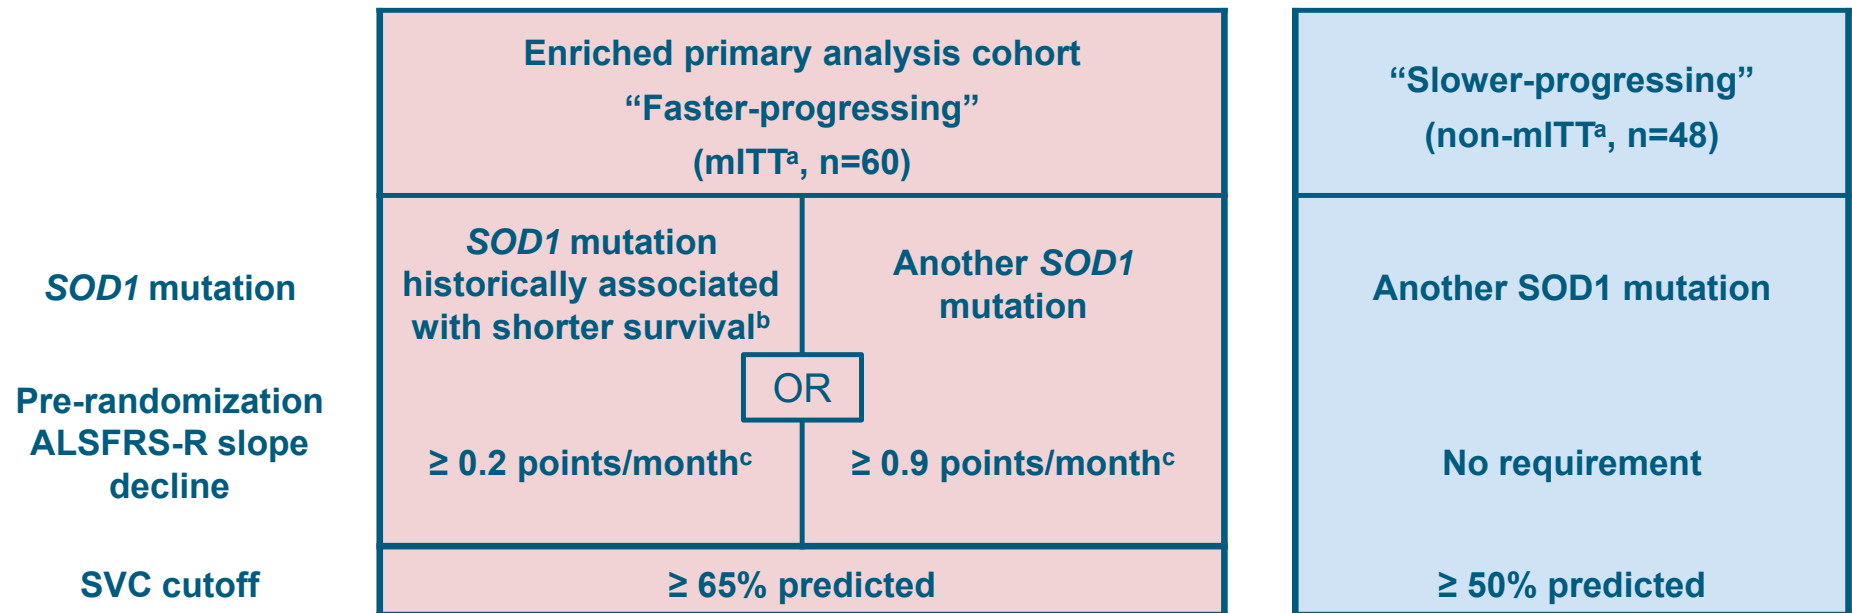 Enriched primary analysis cohort
“Faster-progressing”
(mITTᵃ, n=60)
“Slower-progressing”
(non-mITTᵃ, n=48)
SOD1 mutation
SOD1 mutation
historically associated
with shorter survivalᵇ
Another SOD1
mutation
Another SOD1 mutation
OR
Pre-randomization
ALSFRS-R slope
decline
≥ 0.2 points/monthᶜ
≥ 0.9 points/monthᶜ
No requirement
SVC cutoff
≥ 65% predicted
≥ 50% predicted